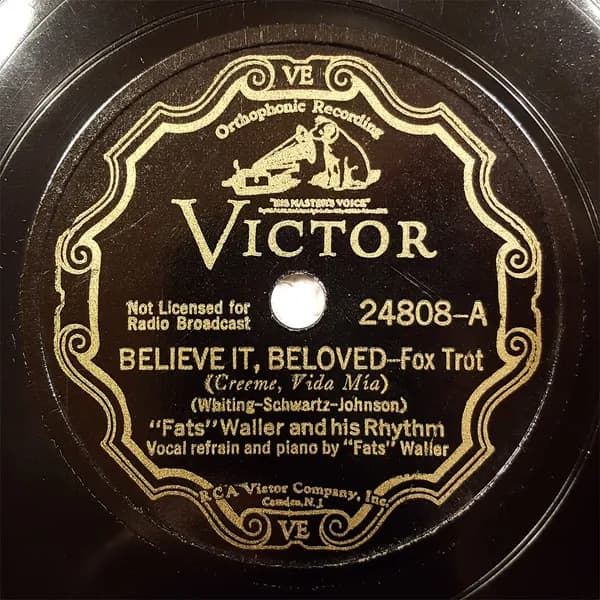 VE
Orthophonic Recording
"HIS MASTER'S VOICE"
VICTOR
Not Licensed for
Radio Broadcast
24808-A
BELIEVE IT, BELOVED-Fox Trot
(Creeme, Vida Mía)
(Whiting-Schwartz-Johnson)
"Fats" Waller and his Rhythm
Vocal refrain and piano by "Fats" Waller
RCA Victor Company, Inc.
Camden, N.J.
VE